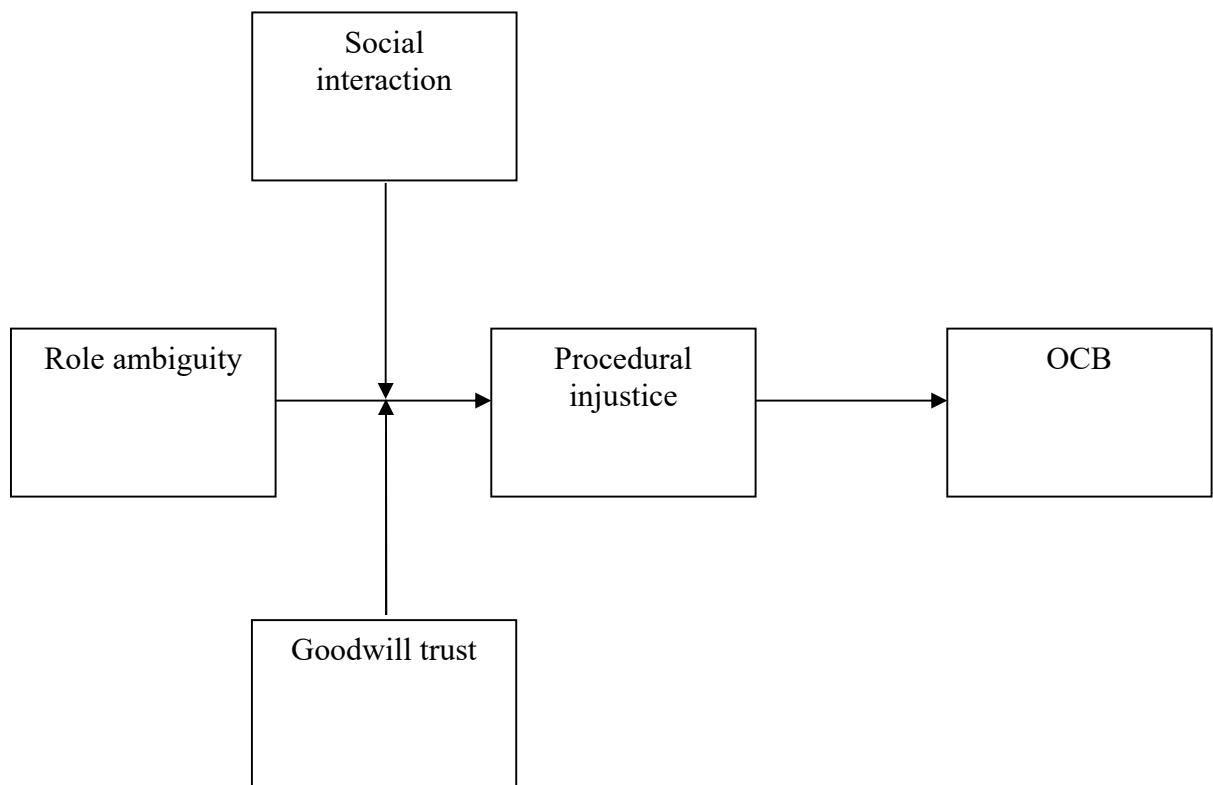 Social
interaction
Role ambiguity
Procedural
injustice
OCB
Goodwill trust